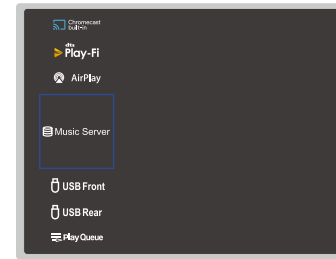 Chromecast
built-in
dts
Play-Fi
AirPlay
Music Server
USB Front
USB Rear
Play Queue